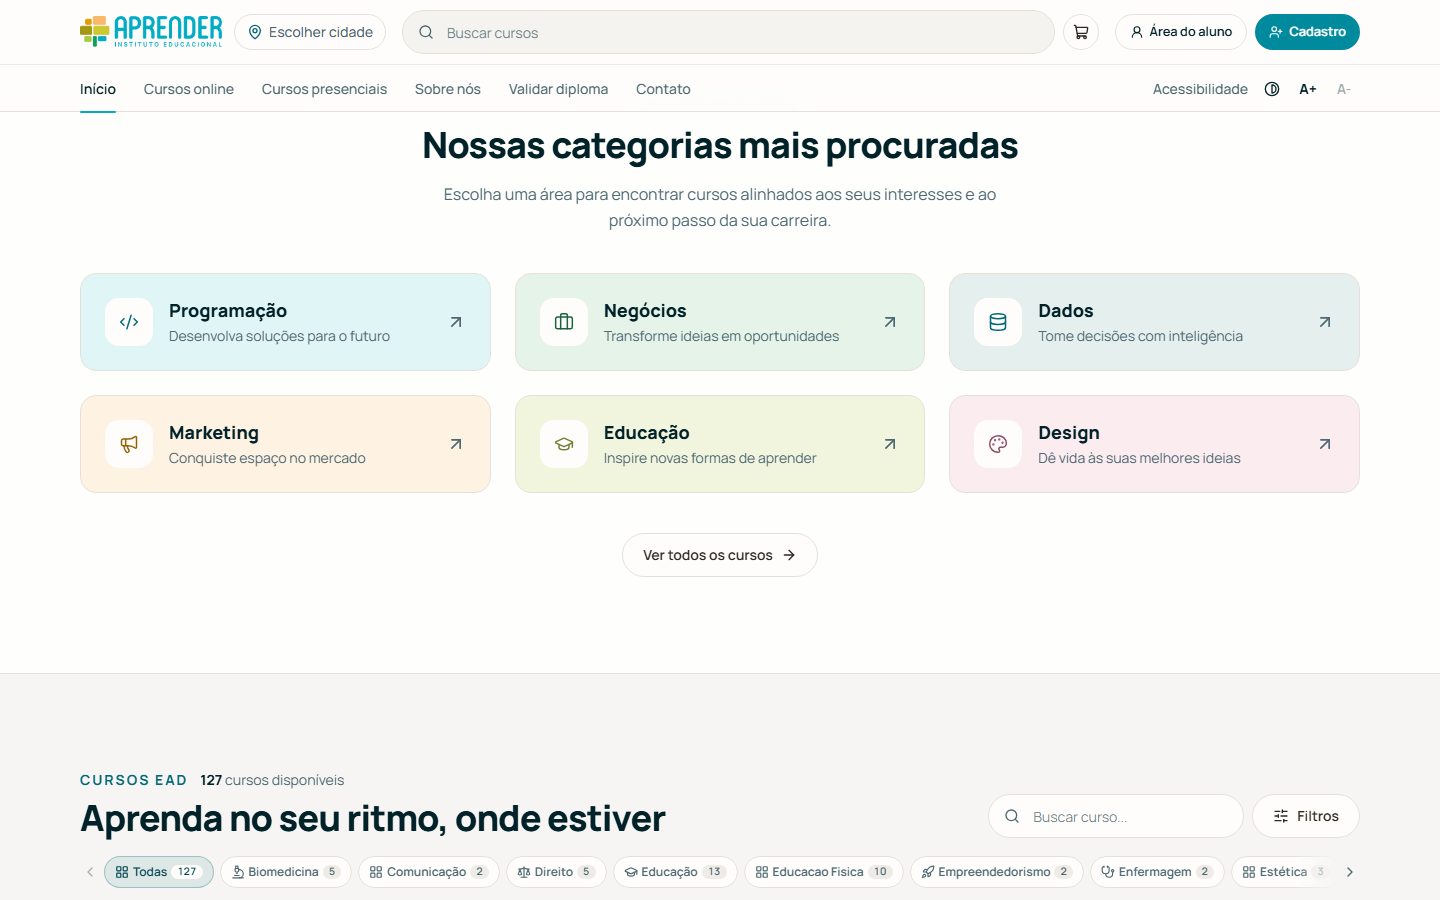 APRENDER
INSTITUTO EDUCACIONAL
Escolher cidade
Buscar cursos
Área do aluno
Cadastro
Início
Cursos online
Cursos presenciais
Sobre nós
Validar diploma
Contato
Acessibilidade
A+
A-
Nossas categorias mais procuradas
Escolha uma área para encontrar cursos alinhados aos seus interesses e ao
próximo passo da sua carreira.
Programação
Desenvolva soluções para o futuro
Negócios
Transforme ideias em oportunidades
Dados
Tome decisões com inteligência
Marketing
Conquiste espaço no mercado
Educação
Inspire novas formas de aprender
Design
Dê vida às suas melhores ideias
Ver todos os cursos
CURSOS EAD 127 cursos disponíveis
Aprenda no seu ritmo, onde estiver
Buscar curso...
Filtros
Todas 127
Biomedicina 5
Comunicação 2
Direito 5
Educação 13
Educacao Fisica 10
Empreendedorismo 2
Enfermagem 2
Estética 3